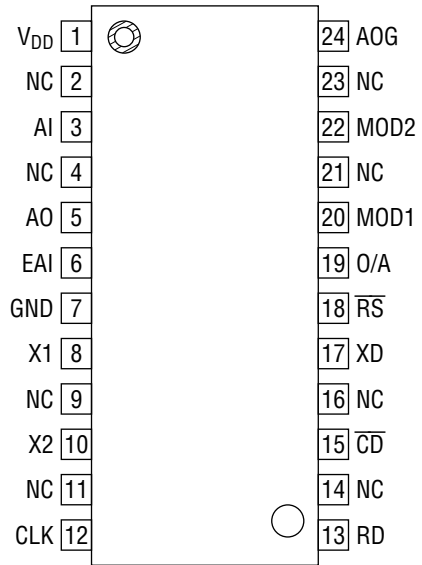 V_DD 1 24 AOG
NC 2 23 NC
AI 3 22 MOD2
NC 4 21 NC
AO 5 20 MOD1
EAI 6 19 O/A
GND 7 18 R̅S̅
X1 8 17 XD
NC 9 16 NC
X2 10 15 C̅D̅
NC 11 14 NC
CLK 12 13 RD